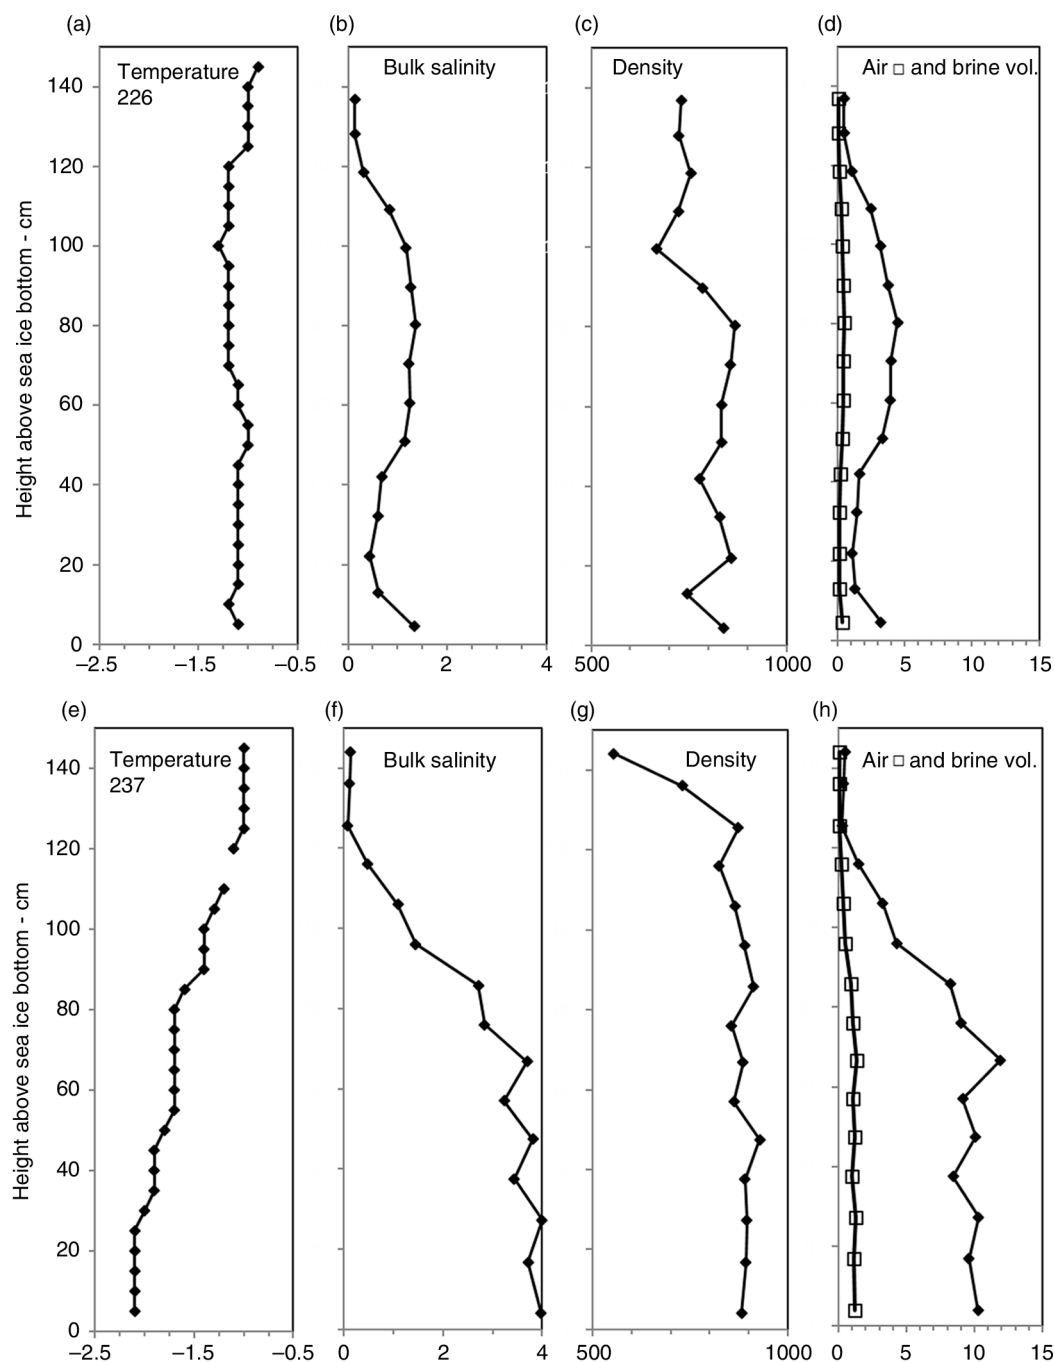 (a) (b) (c) (d)
Temperature 226
Bulk salinity
Density
Air □ and brine vol.
Height above sea ice bottom - cm
140
120
100
80
60
40
20
0
−2.5 −1.5 −0.5
0 2 4
500 1000
0 5 10 15
(e) (f) (g) (h)
Temperature 237
Bulk salinity
Density
Air □ and brine vol.
Height above sea ice bottom - cm
140
120
100
80
60
40
20
0
−2.5 −1.5 −0.5
0 2 4
500 1000
0 5 10 15